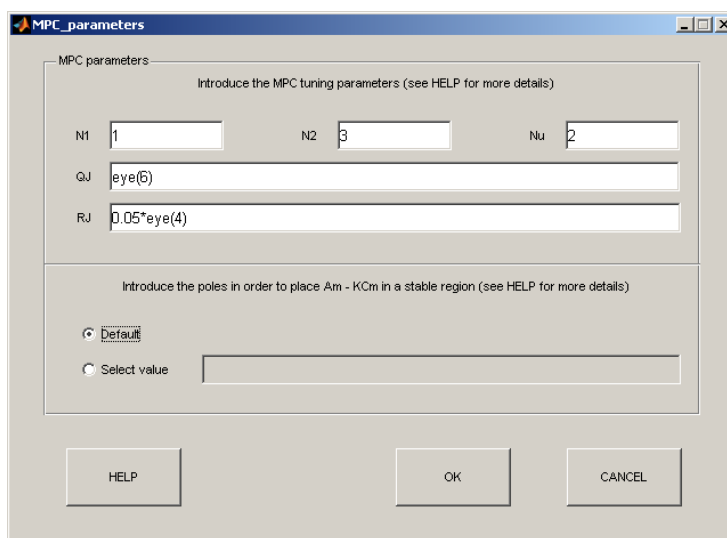 MPC_parameters
MPC parameters
Introduce the MPC tuning parameters (see HELP for more details)
N1 1 N2 3 Nu 2
QJ eye(6)
RJ 0.05*eye(4)
Introduce the poles in order to place Am - KCm in a stable region (see HELP for more details)
Default
Select value
HELP OK CANCEL